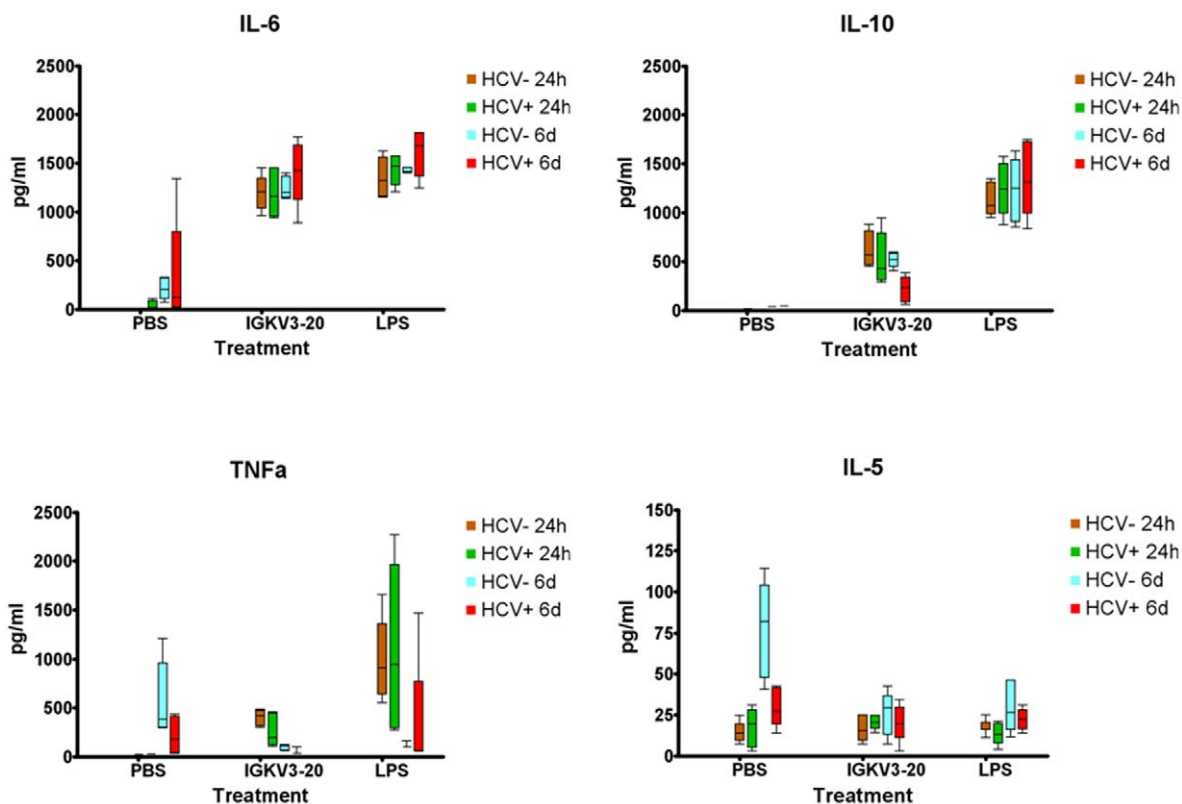 IL-6
2500
2000
1500
1000
500
0
pg/ml
PBS
IGKV3-20
LPS
Treatment
HCV- 24h
HCV+ 24h
HCV- 6d
HCV+ 6d
IL-10
2500
2000
1500
1000
500
0
pg/ml
PBS
IGKV3-20
LPS
Treatment
HCV- 24h
HCV+ 24h
HCV- 6d
HCV+ 6d
TNFa
2500
2000
1500
1000
500
0
pg/ml
PBS
IGKV3-20
LPS
Treatment
HCV- 24h
HCV+ 24h
HCV- 6d
HCV+ 6d
IL-5
150
125
100
75
50
25
0
pg/ml
PBS
IGKV3-20
LPS
Treatment
HCV- 24h
HCV+ 24h
HCV- 6d
HCV+ 6d